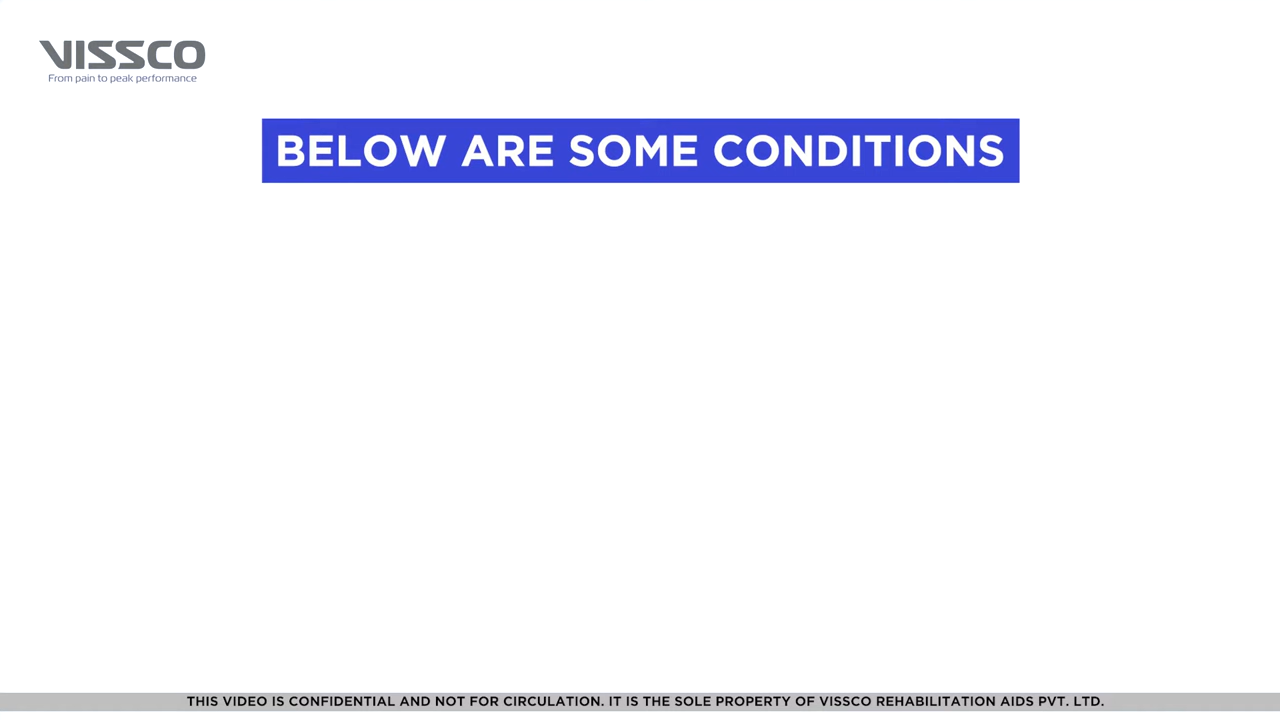 VISSCO
From pain to peak performance
BELOW ARE SOME CONDITIONS
THIS VIDEO IS CONFIDENTIAL AND NOT FOR CIRCULATION. IT IS THE SOLE PROPERTY OF VISSCO REHABILITATION AIDS PVT. LTD.